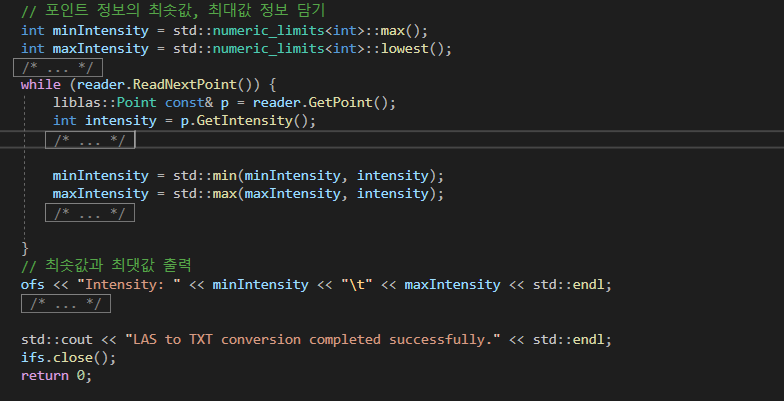 // 포인트 정보의 최솟값, 최대값 정보 담기
int minIntensity = std::numeric_limits<int>::max();
int maxIntensity = std::numeric_limits<int>::lowest();
/* ... */
while (reader.ReadNextPoint()) {
    liblas::Point const& p = reader.GetPoint();
    int intensity = p.GetIntensity();
    /* ... */
    minIntensity = std::min(minIntensity, intensity);
    maxIntensity = std::max(maxIntensity, intensity);
    /* ... */
}
// 최솟값과 최댓값 출력
ofs << "Intensity: " << minIntensity << "\t" << maxIntensity << std::endl;
/* ... */
std::cout << "LAS to TXT conversion completed successfully." << std::endl;
ifs.close();
return 0;